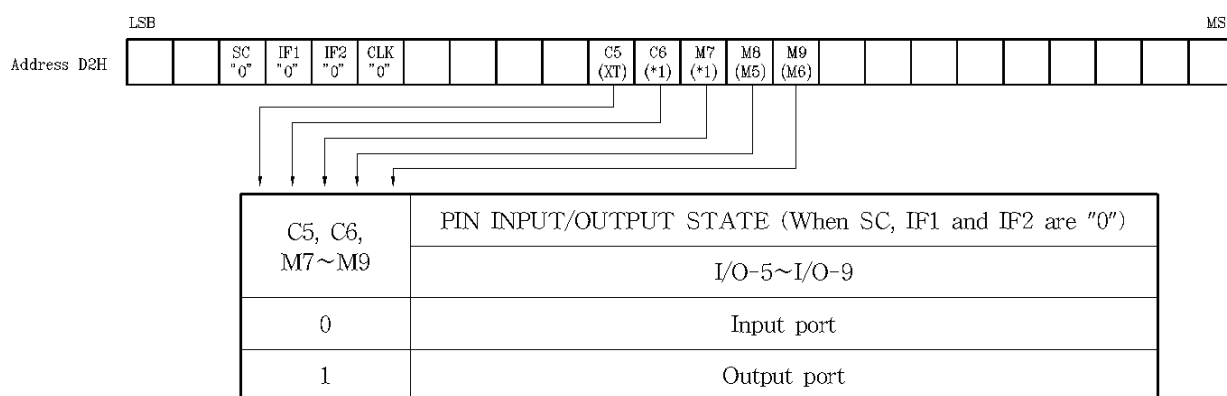 LSB MS
Address D2H
SC IF1 IF2 CLK C5 C6 M7 M8 M9
"0" "0" "0" "0" (XT) (*1) (*1) (M5) (M6)
C5, C6,
M7~M9
PIN INPUT/OUTPUT STATE (When SC, IF1 and IF2 are "0")
I/O-5~I/O-9
0 Input port
1 Output port